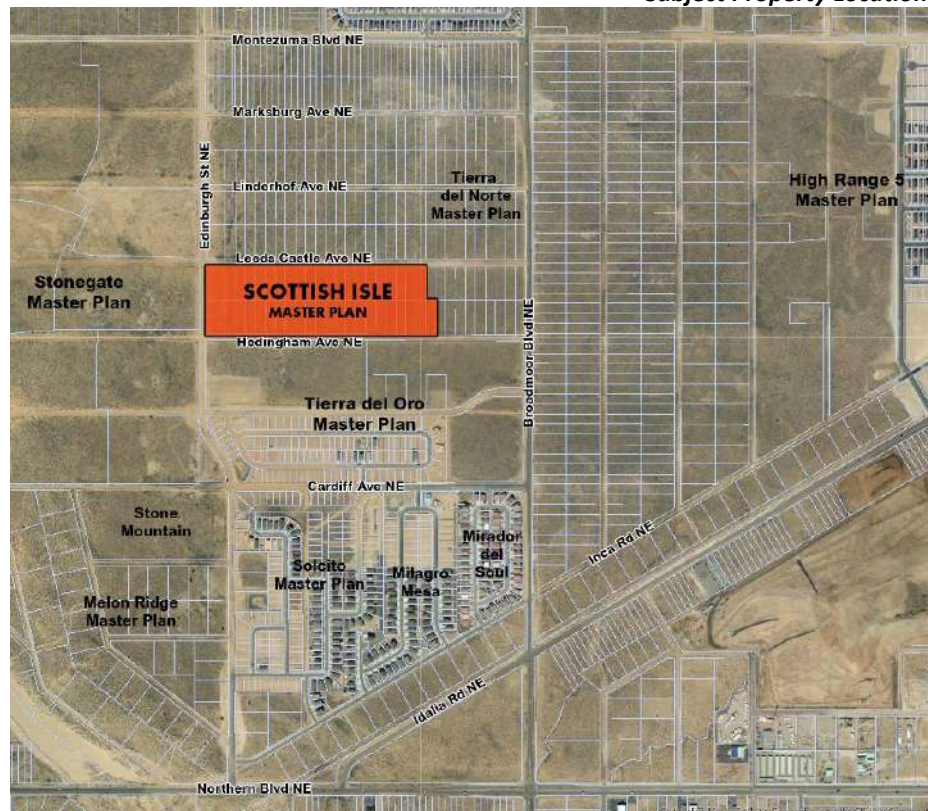 Subject Property Location
Montezuma Blvd NE
Marksburg Ave NE
Edinburgh St NE
Linderhof Ave NE
Tierra
del Norte
Master Plan
High Range 5
Master Plan
Leeds Castle Ave NE
Stonegate
Master Plan
SCOTTISH ISLE
MASTER PLAN
Hedingham Ave NE
Broadmoor Blvd NE
Tierra del Oro
Master Plan
Cardiff Ave NE
Stone
Mountain
Solcito
Master Plan
Milagro
Mesa
Mirador
del
Soul
Inca Rd NE
Melon Ridge
Master Plan
Idalia Rd NE
Northern Blvd NE